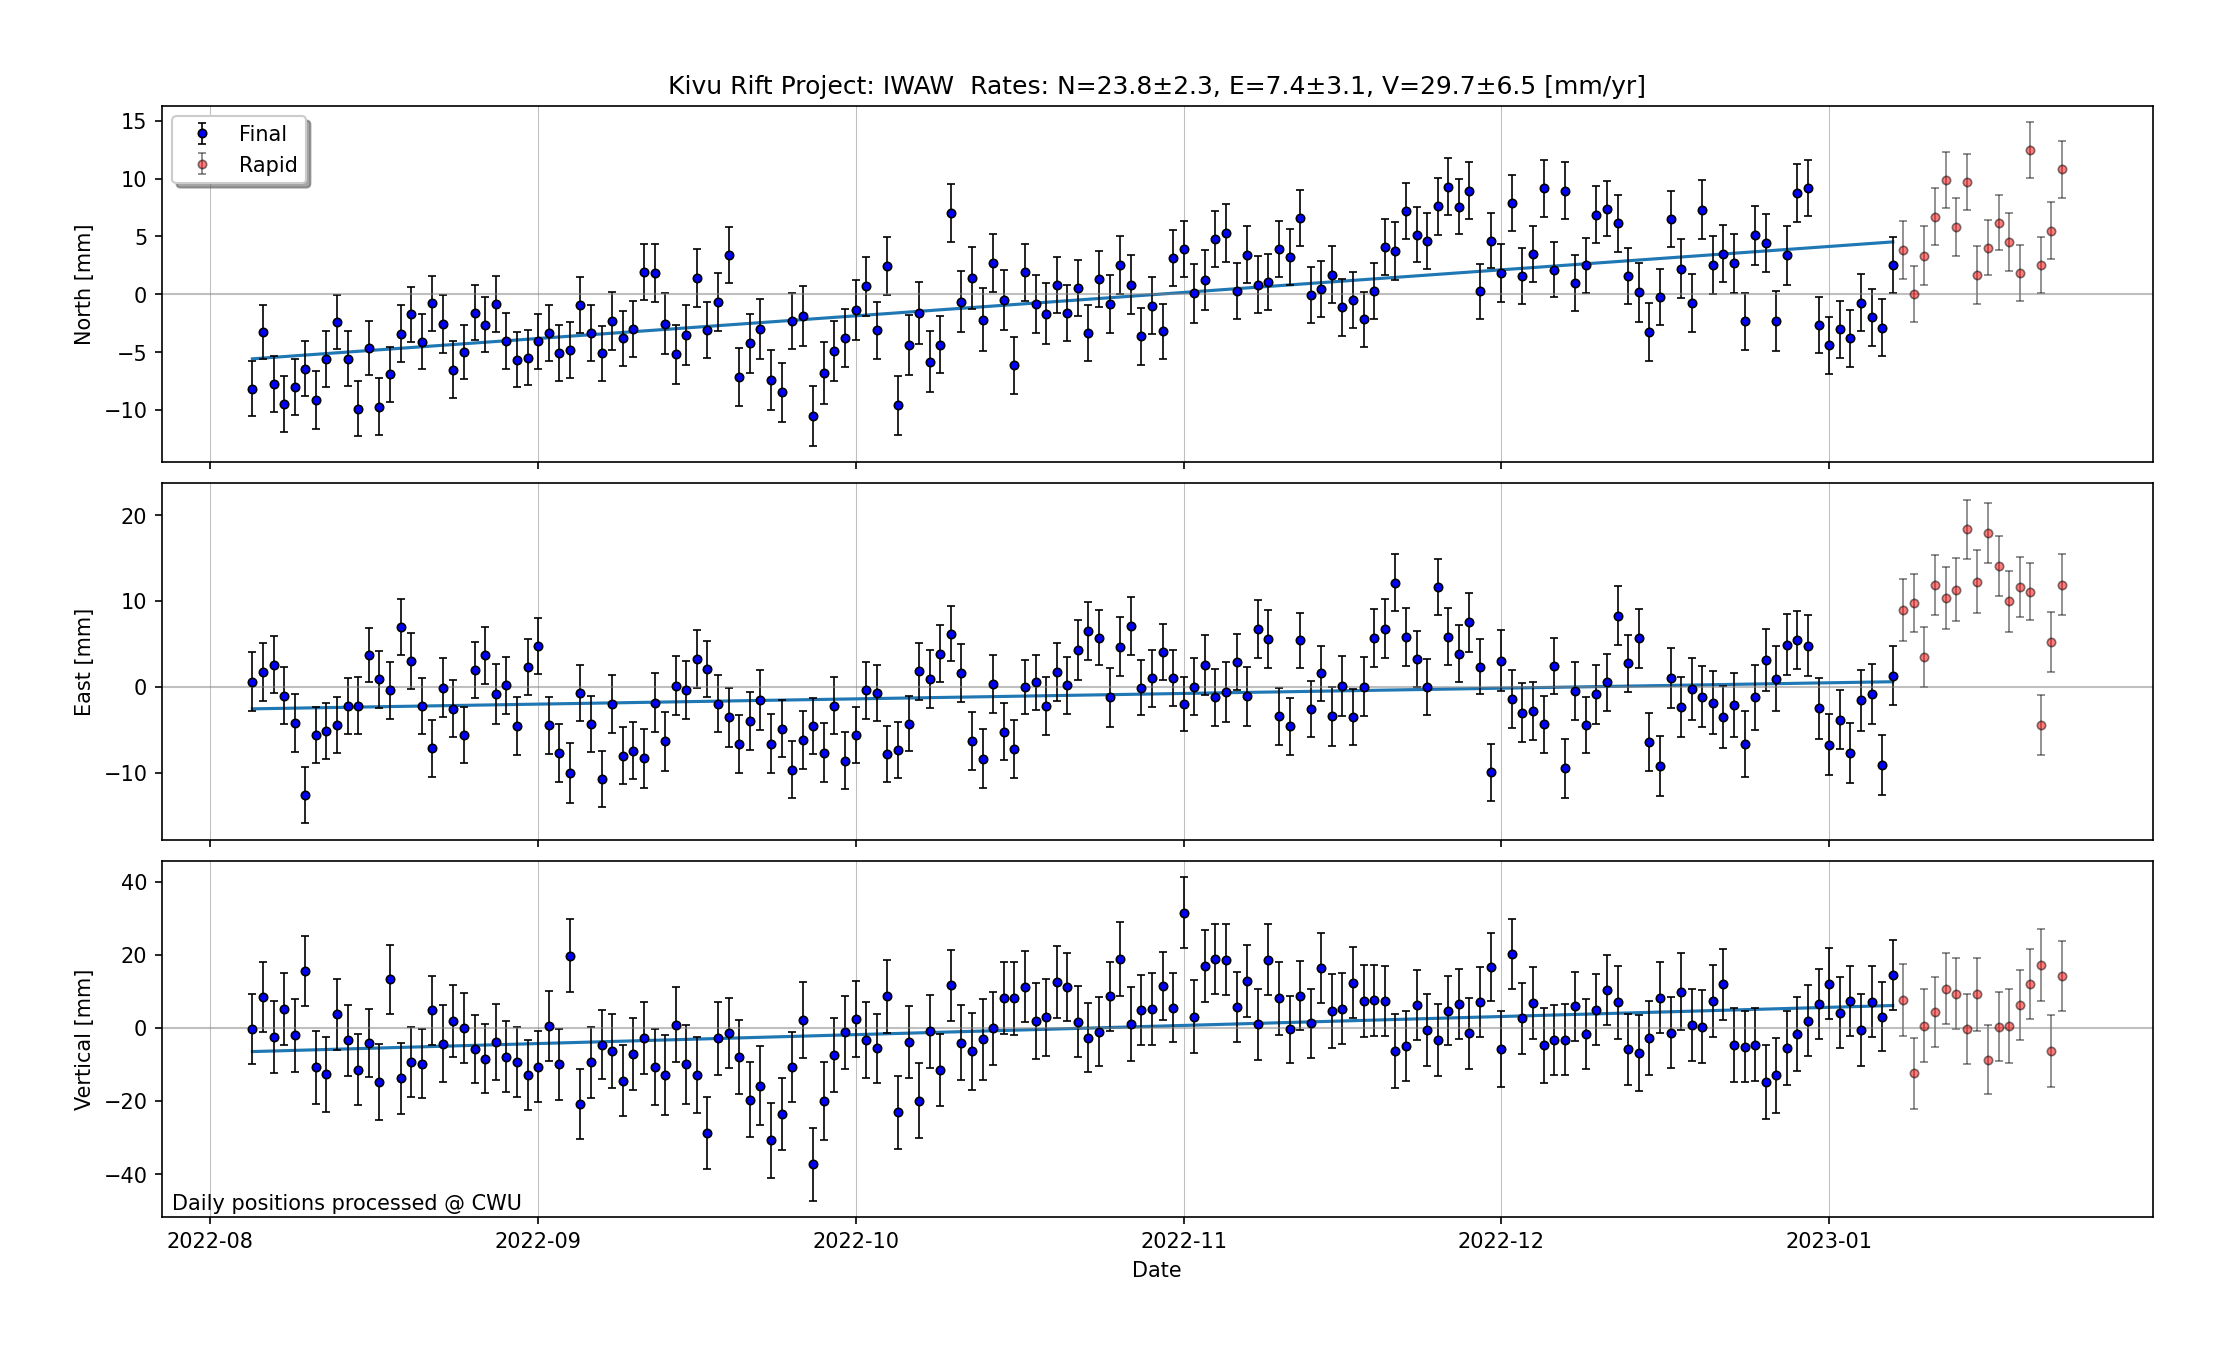 Kivu Rift Project: IWAW  Rates: N=23.8±2.3, E=7.4±3.1, V=29.7±6.5 [mm/yr]
Final
Rapid
North [mm]
15
10
5
0
−5
−10
East [mm]
20
10
0
−10
Vertical [mm]
40
20
0
−20
−40
Daily positions processed @ CWU
2022-08 2022-09 2022-10 2022-11 2022-12 2023-01
Date